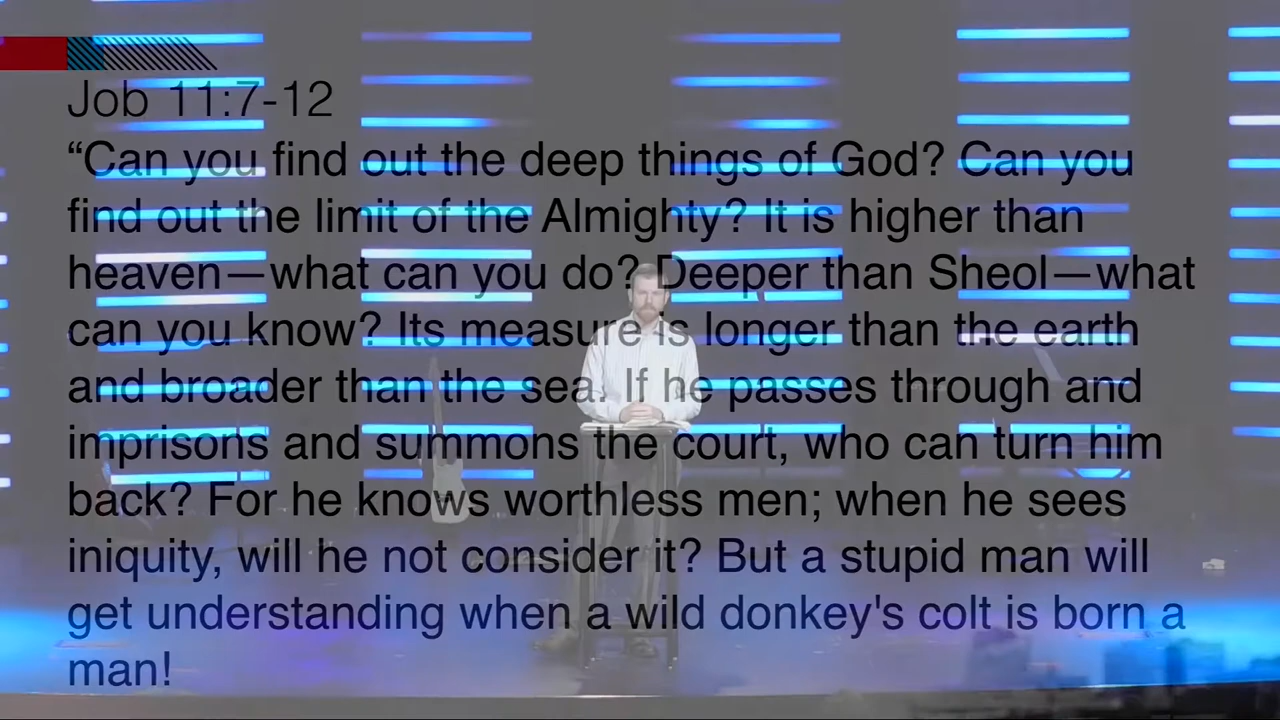 Job 11:7-12
“Can you find out the deep things of God? Can you
find out the limit of the Almighty? It is higher than
heaven—what can you do? Deeper than Sheol—what
can you know? Its measure is longer than the earth
and broader than the sea. If he passes through and
imprisons and summons the court, who can turn him
back? For he knows worthless men; when he sees
iniquity, will he not consider it? But a stupid man will
get understanding when a wild donkey's colt is born a
man!